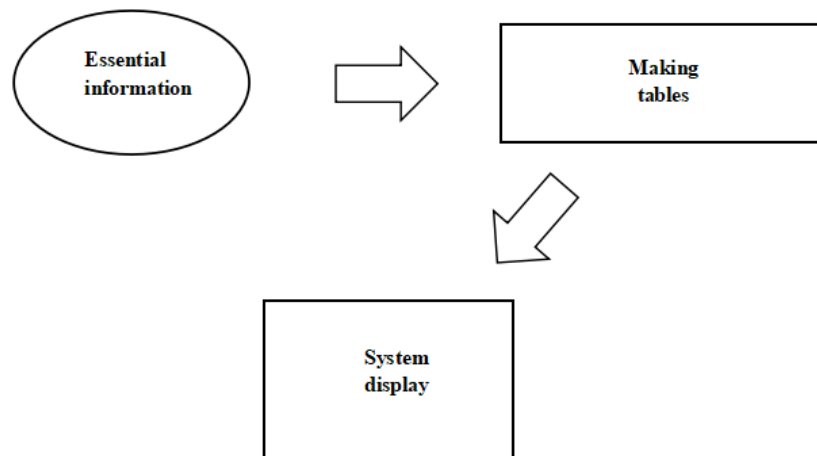 Essential
information
Making
tables
System
display